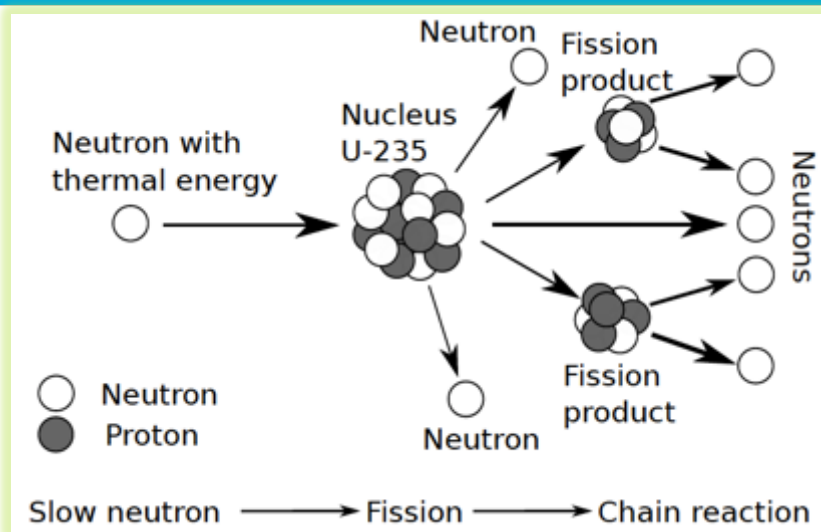 Neutron
Fission
product
Nucleus
U-235
Neutron with
thermal energy
Neutrons
Fission
product
Neutron
Neutron
Proton
Slow neutron Fission Chain reaction